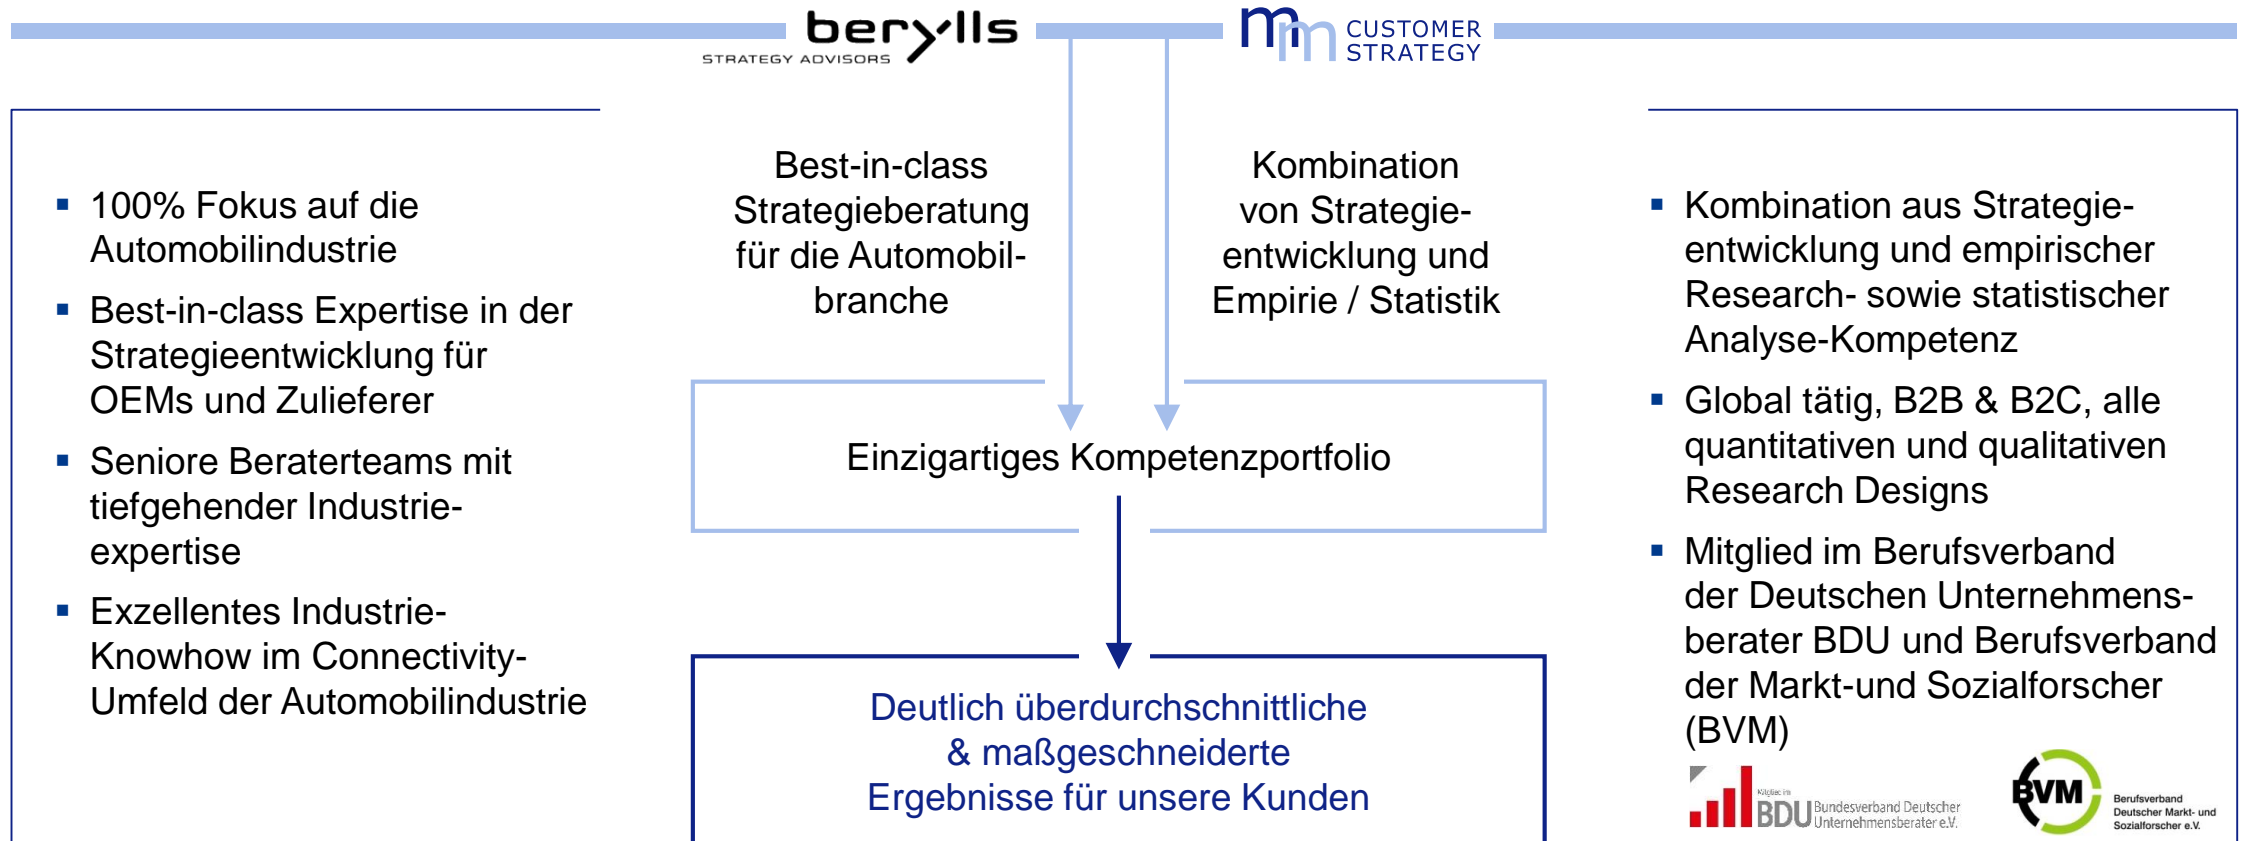 berylls
STRATEGY ADVISORS
mm CUSTOMER
STRATEGY
100% Fokus auf die
Automobilindustrie
Best-in-class Expertise in der
Strategieentwicklung für
OEMs und Zulieferer
Seniore Beraterteams mit
tiefgehender Industrie-
expertise
Exzellentes Industrie-
Knowhow im Connectivity-
Umfeld der Automobilindustrie
Best-in-class
Strategieberatung
für die Automobil-
branche
Kombination
von Strategie-
entwicklung und
Empirie / Statistik
Einzigartiges Kompetenzportfolio
Deutlich überdurchschnittliche
& maßgeschneiderte
Ergebnisse für unsere Kunden
Kombination aus Strategie-
entwicklung und empirischer
Research- sowie statistischer
Analyse-Kompetenz
Global tätig, B2B & B2C, alle
quantitativen und qualitativen
Research Designs
Mitglied im Berufsverband
der Deutschen Unternehmens-
berater BDU und Berufsverband
der Markt-und Sozialforscher
(BVM)
Mitglied im
BDU Bundesverband Deutscher
Unternehmensberater e.V.
BVM
Berufsverband
Deutscher Markt- und
Sozialforscher e.V.